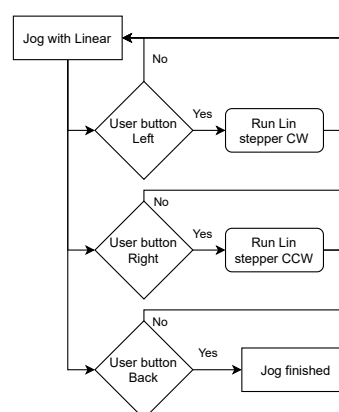 Jog with Linear
No
User button
Left
Yes
Run Lin
stepper CW
No
User button
Right
Yes
Run Lin
stepper CCW
No
User button
Back
Yes
Jog finished